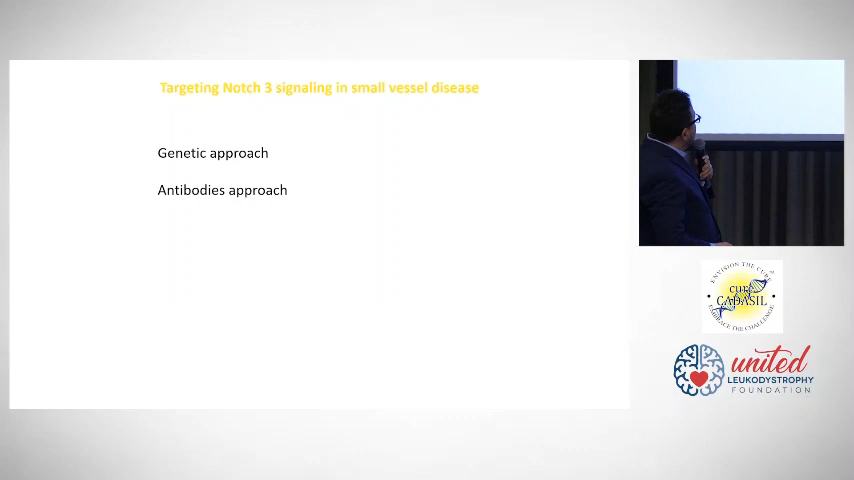 Targeting Notch 3 signaling in small vessel disease
Genetic approach
Antibodies approach
ENVISION THE CURE
cure
CADASIL
EMBRACE THE CHALLENGE
united
LEUKODYSTROPHY
FOUNDATION